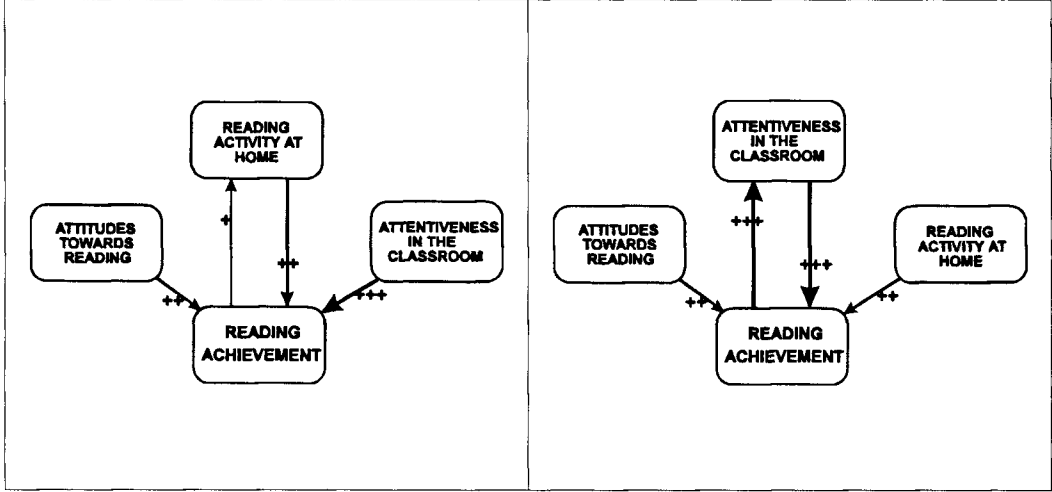 READING
ACTIVITY AT
HOME
+
++
ATTITUDES
TOWARDS
READING
ATTENTIVENESS
IN THE
CLASSROOM
++
+++
READING
ACHIEVEMENT
ATTENTIVENESS
IN THE
CLASSROOM
+++
+++
ATTITUDES
TOWARDS
READING
READING
ACTIVITY AT
HOME
++
++
READING
ACHIEVEMENT